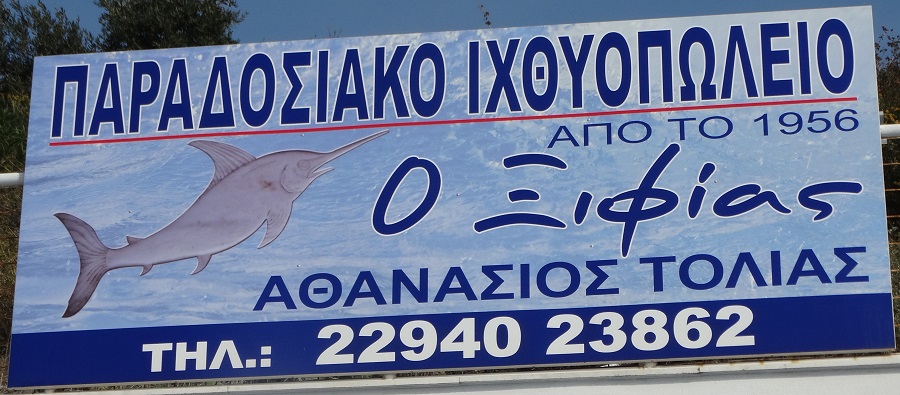 ΠΑΡΑΔΟΣΙΑΚΟ ΙΧΘΥΟΠΩΛΕΙΟ
ΑΠΟ ΤΟ 1956
Ο Ξιφίας
ΑΘΑΝΑΣΙΟΣ ΤΟΛΙΑΣ
ΤΗΛ.: 22940 23862